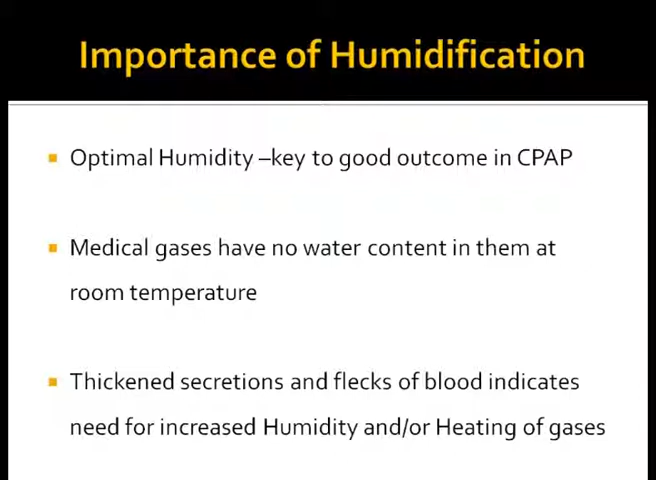 Importance of Humidification
Optimal Humidity –key to good outcome in CPAP
Medical gases have no water content in them at
room temperature
Thickened secretions and flecks of blood indicates
need for increased Humidity and/or Heating of gases